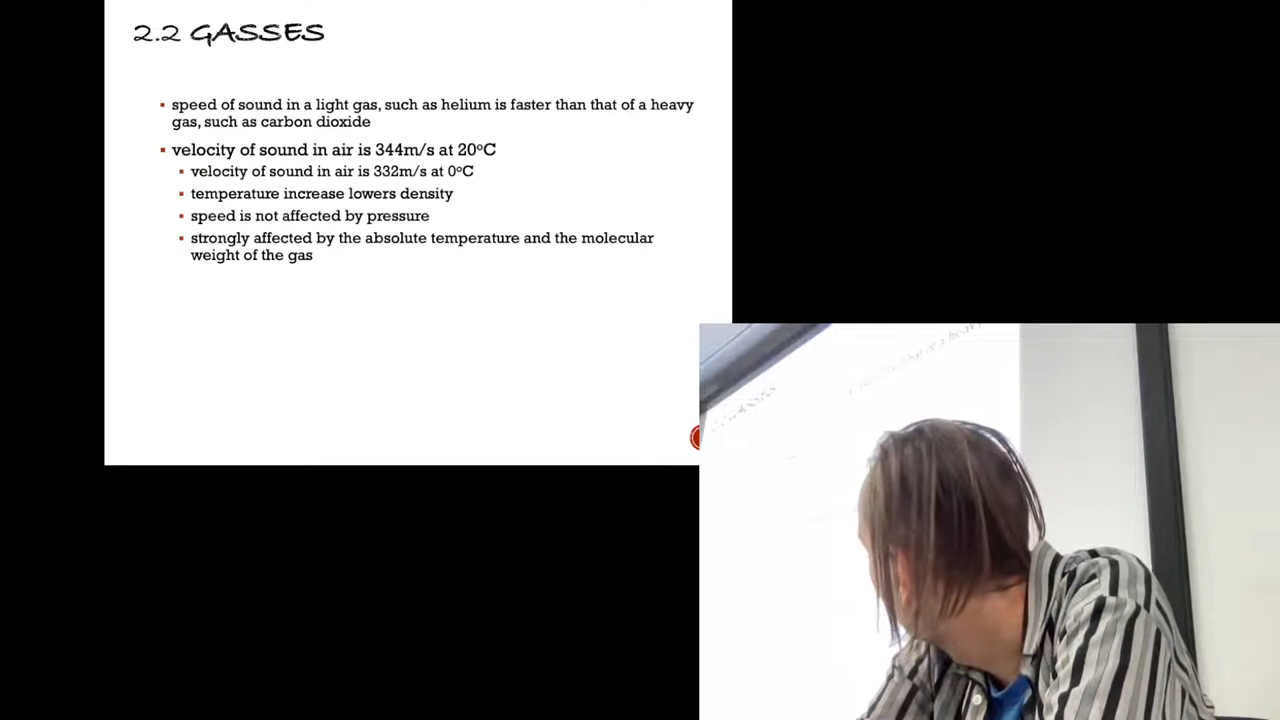 2.2 GASSES
▪ speed of sound in a light gas, such as helium is faster than that of a heavy
gas, such as carbon dioxide
▪ velocity of sound in air is 344m/s at 20°C
▪ velocity of sound in air is 332m/s at 0°C
▪ temperature increase lowers density
▪ speed is not affected by pressure
▪ strongly affected by the absolute temperature and the molecular
weight of the gas